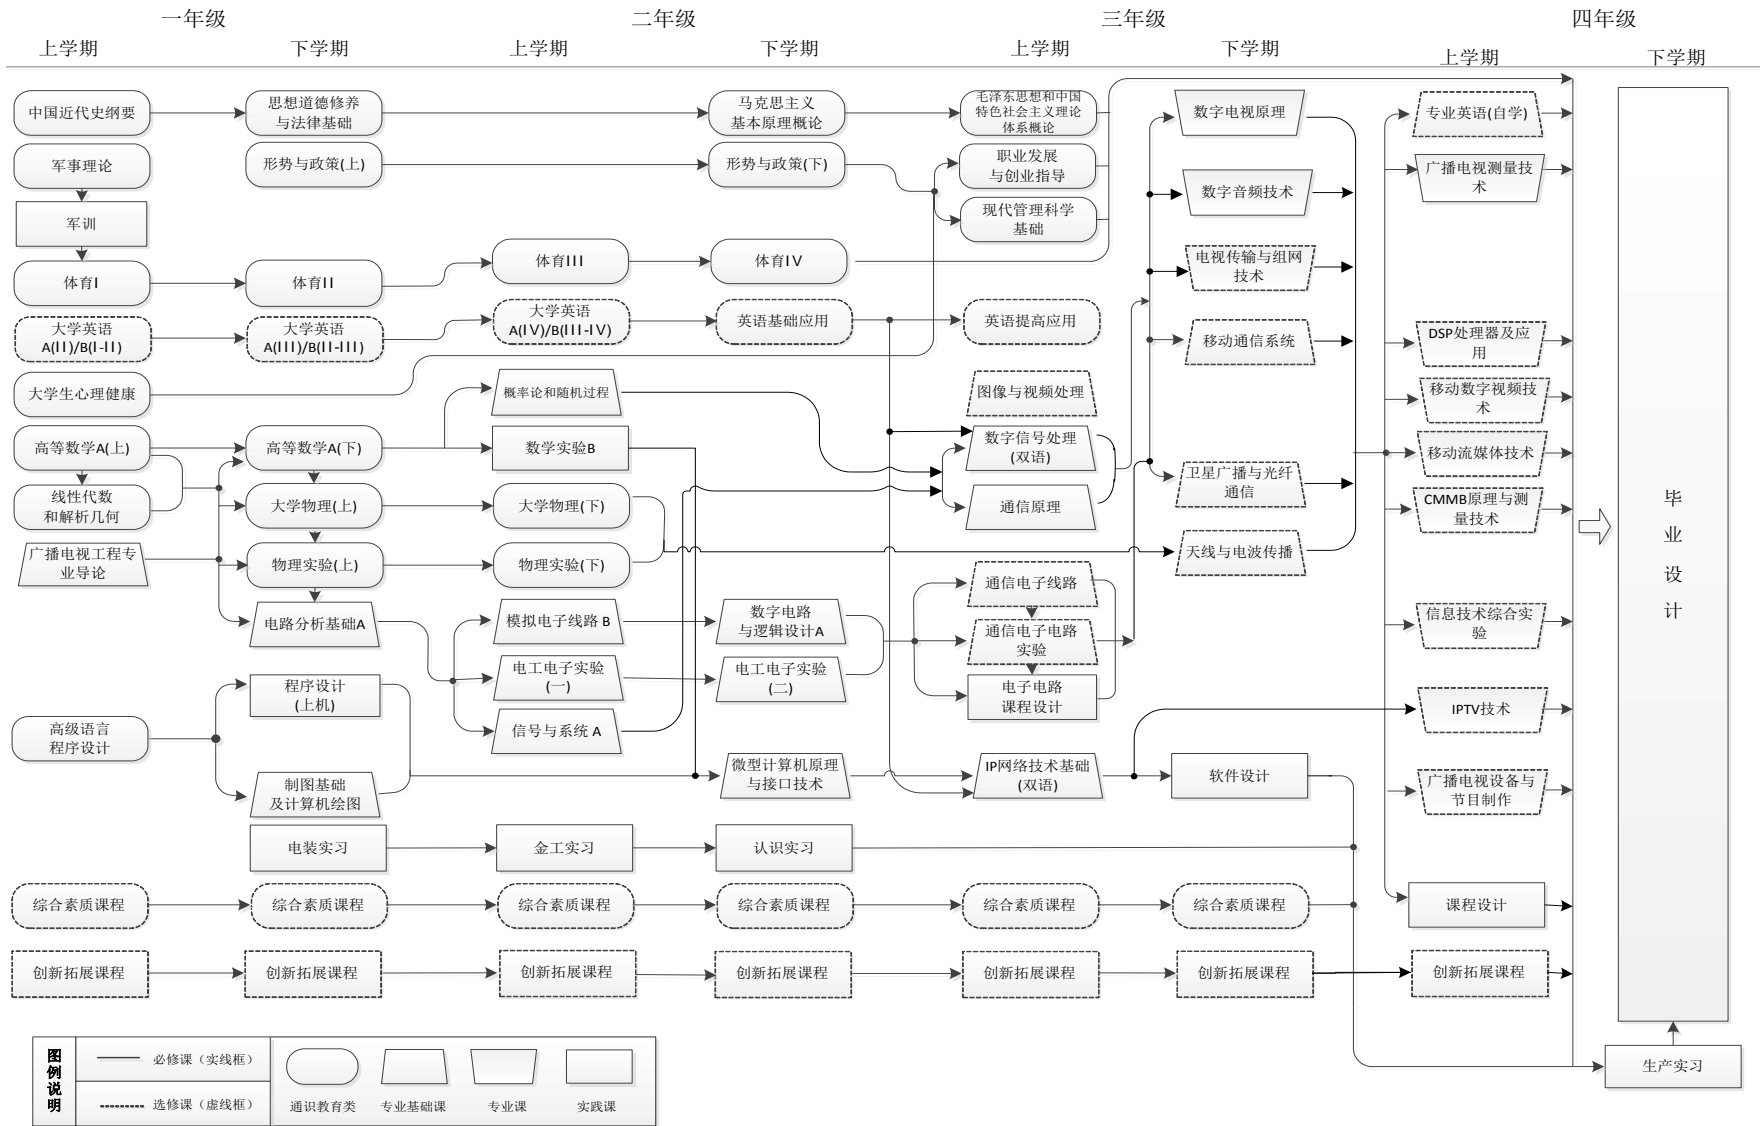 一年级
二年级
三年级
四年级
上学期
下学期
上学期
下学期
上学期
下学期
上学期
下学期
中国近代史纲要
思想道德修养
与法律基础
马克思主义
基本原理概论
毛泽东思想和中国
特色社会主义理论
体系概论
数字电视原理
专业英语(自学)
军事理论
形势与政策(上)
形势与政策(下)
职业发展
与创业指导
广播电视测量技
术
数字音频技术
军训
现代管理科学
基础
体育I
体育II
体育III
体育IV
电视传输与组网
技术
大学英语
A(II)/B(I-II)
大学英语
A(III)/B(II-III)
大学英语
A(IV)/B(III-IV)
英语基础应用
英语提高应用
移动通信系统
DSP处理器及应
用
大学生心理健康
概率论和随机过程
图像与视频处理
移动数字视频技
术
高等数学A(上)
高等数学A(下)
数学实验B
数字信号处理
(双语)
移动流媒体技术
线性代数
和解析几何
大学物理(上)
大学物理(下)
通信原理
卫星广播与光纤
通信
CMMB原理与测
量技术
广播电视工程专
业导论
物理实验(上)
物理实验(下)
天线与电波传播
通信电子线路
电路分析基础A
模拟电子线路 B
数字电路
与逻辑设计A
通信电子电路
实验
信息技术综合实
验
电工电子实验
(一)
电工电子实验
(二)
电子电路
课程设计
程序设计
(上机)
高级语言
程序设计
信号与系统 A
IPTV技术
制图基础
及计算机绘图
微型计算机原理
与接口技术
IP网络技术基础
(双语)
软件设计
广播电视设备与
节目制作
电装实习
金工实习
认识实习
综合素质课程
综合素质课程
综合素质课程
综合素质课程
综合素质课程
综合素质课程
课程设计
创新拓展课程
创新拓展课程
创新拓展课程
创新拓展课程
创新拓展课程
创新拓展课程
创新拓展课程
毕
业
设
计
生产实习
图
例
说
明
必修课（实线框）
选修课（虚线框）
通识教育类
专业基础课
专业课
实践课